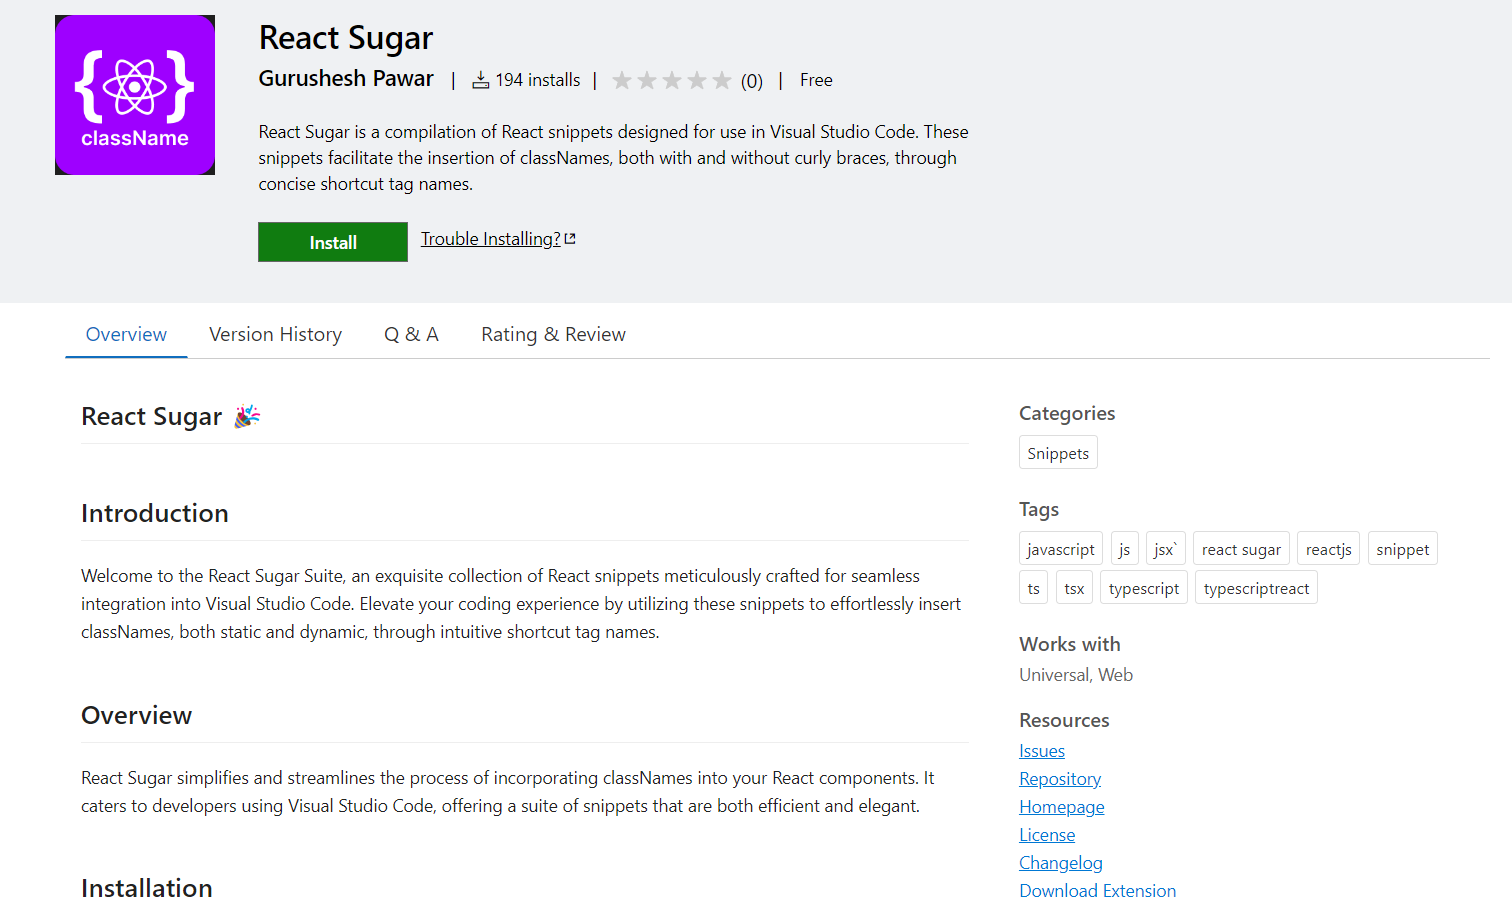 { }
className
React Sugar
Gurushesh Pawar | 194 installs | (0) | Free
React Sugar is a compilation of React snippets designed for use in Visual Studio Code. These
snippets facilitate the insertion of classNames, both with and without curly braces, through
concise shortcut tag names.
Install Trouble Installing?
Overview Version History Q & A Rating & Review
React Sugar 🎉
Introduction
Welcome to the React Sugar Suite, an exquisite collection of React snippets meticulously crafted for seamless
integration into Visual Studio Code. Elevate your coding experience by utilizing these snippets to effortlessly insert
classNames, both static and dynamic, through intuitive shortcut tag names.
Overview
React Sugar simplifies and streamlines the process of incorporating classNames into your React components. It
caters to developers using Visual Studio Code, offering a suite of snippets that are both efficient and elegant.
Installation
Categories
Snippets
Tags
javascript js jsx` react sugar reactjs snippet
ts tsx typescript typescriptreact
Works with
Universal, Web
Resources
Issues
Repository
Homepage
License
Changelog
Download Extension